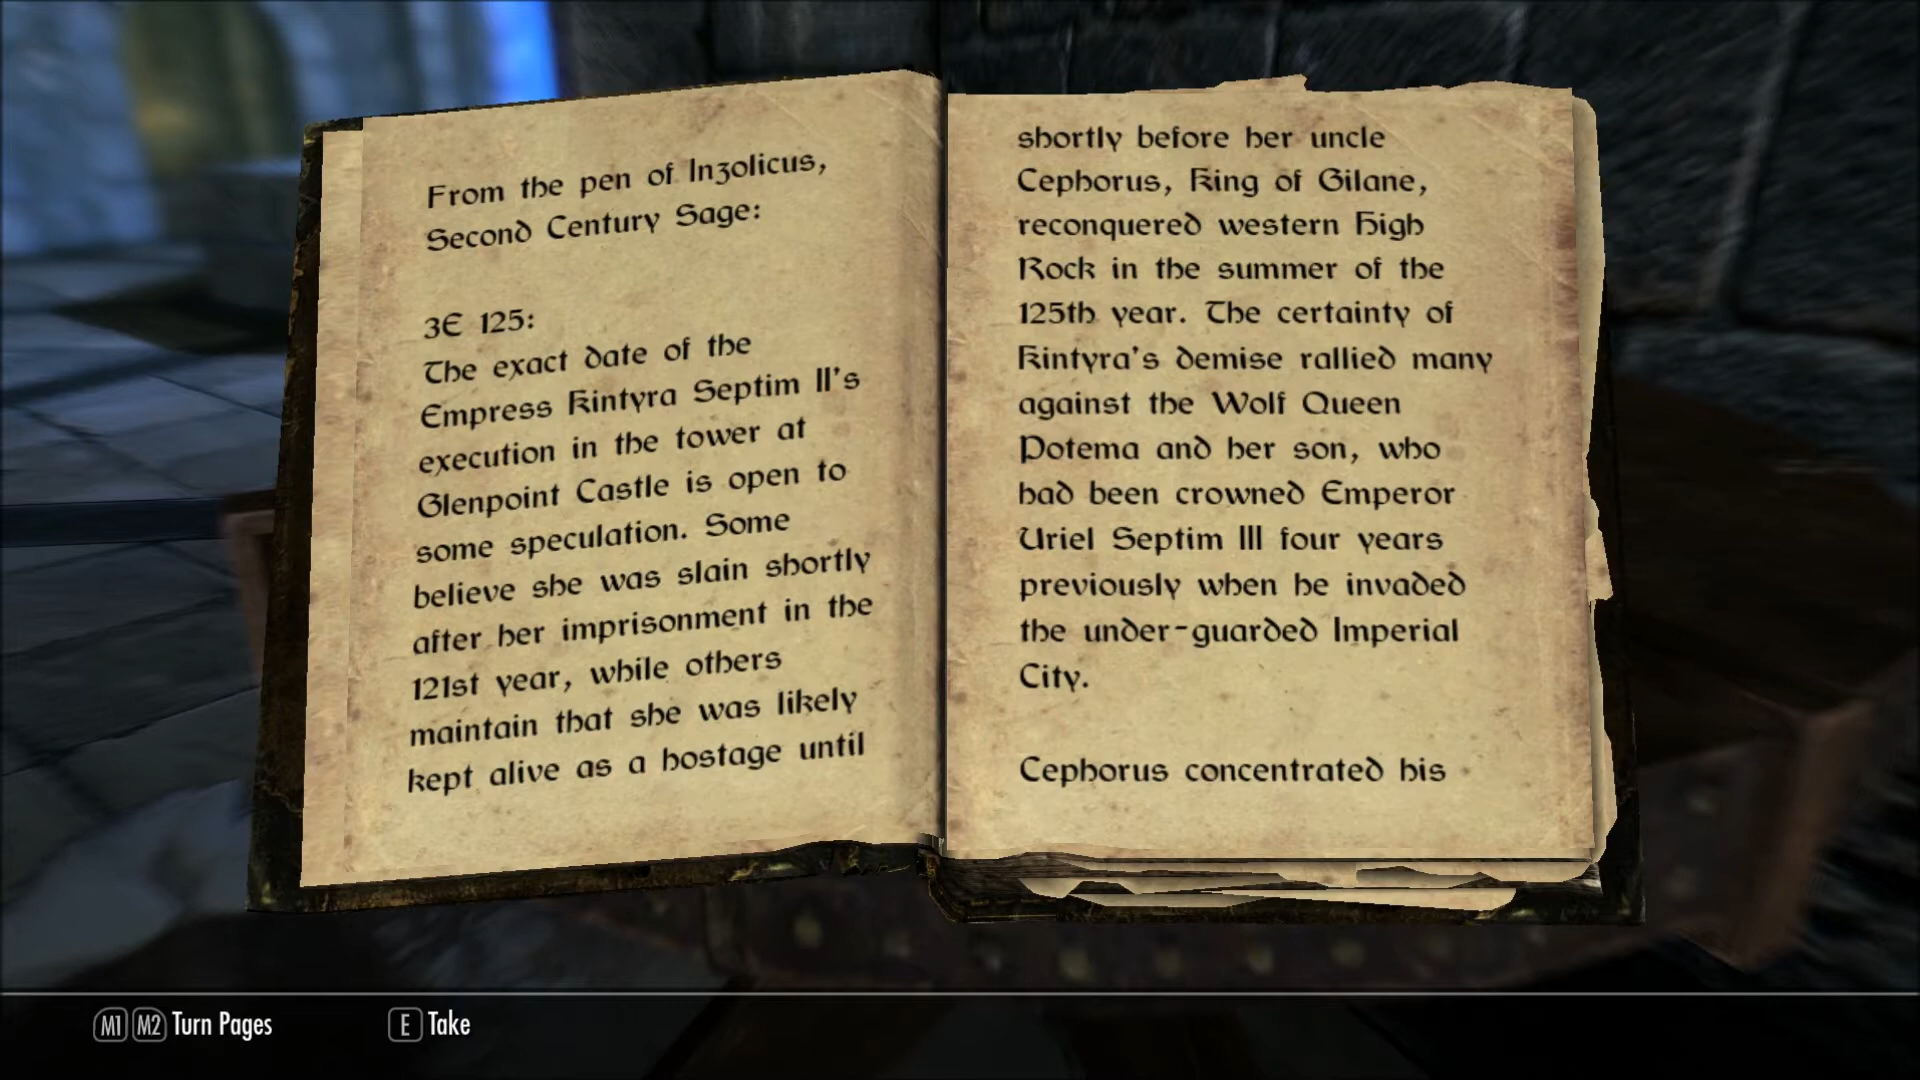 From the pen of Inzolicus,
Second Century Sage:
3E 125:
The exact date of the
Empress Kintyra Septim II's
execution in the tower at
Glenpoint Castle is open to
some speculation. Some
believe she was slain shortly
after her imprisonment in the
121st year, while others
maintain that she was likely
kept alive as a hostage until
shortly before her uncle
Cephorus, King of Gilane,
reconquered western High
Rock in the summer of the
125th year. The certainty of
Kintyra's demise rallied many
against the Wolf Queen
Potema and her son, who
had been crowned Emperor
Uriel Septim III four years
previously when he invaded
the under-guarded Imperial
City.
Cephorus concentrated his
M1 M2 Turn Pages
E Take